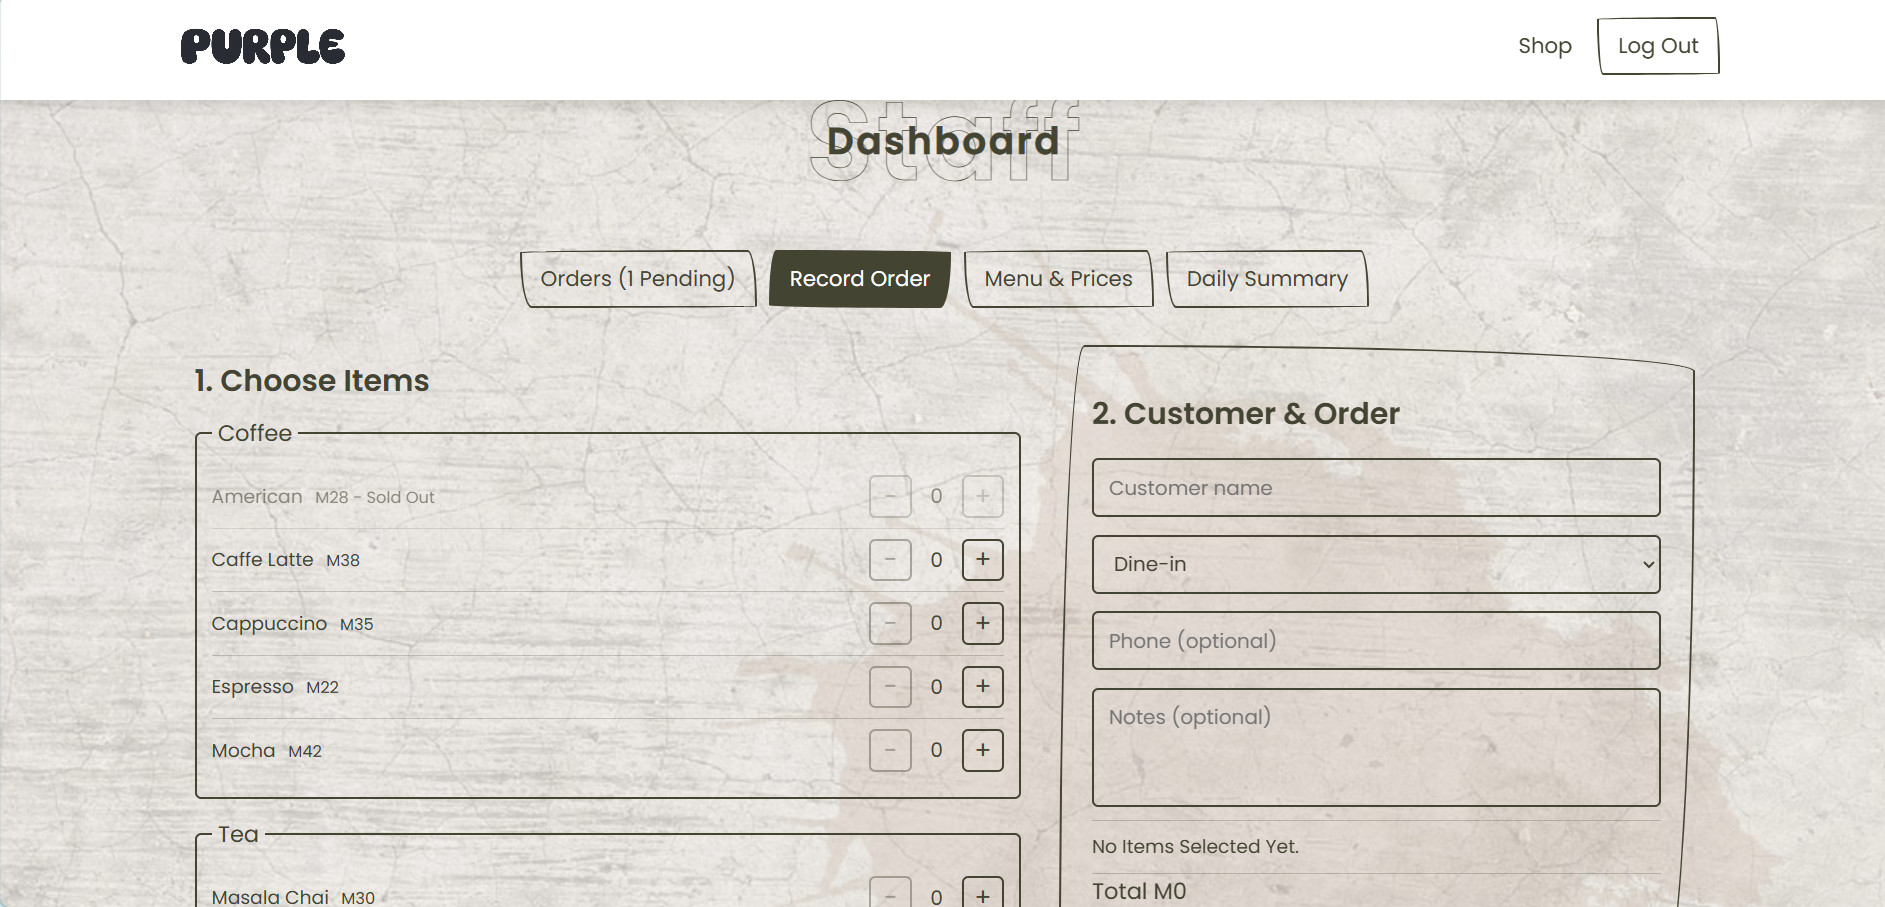 PURPLE
Shop
Log Out
Staff
Dashboard
Orders (1 Pending)
Record Order
Menu & Prices
Daily Summary
1. Choose Items
Coffee
American M28 - Sold Out − 0 +
Caffe Latte M38 − 0 +
Cappuccino M35 − 0 +
Espresso M22 − 0 +
Mocha M42 − 0 +
Tea
Masala Chai M30 − 0 +
2. Customer & Order
Customer name
Dine-in
Phone (optional)
Notes (optional)
No Items Selected Yet.
Total M0